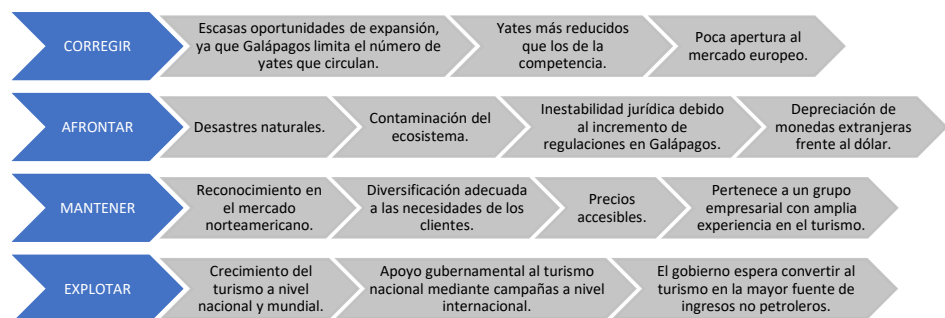 CORREGIR
Escasas oportunidades de expansión,
ya que Galápagos limita el número de
yates que circulan.
Yates más reducidos
que los de la
competencia.
Poca apertura al
mercado europeo.
AFRONTAR
Desastres naturales.
Contaminación del
ecosistema.
Inestabilidad jurídica debido
al incremento de
regulaciones en Galápagos.
Depreciación de
monedas extranjeras
frente al dólar.
MANTENER
Reconocimiento en
el mercado
norteamericano.
Diversificación adecuada
a las necesidades de los
clientes.
Precios
accesibles.
Pertenece a un grupo
empresarial con amplia
experiencia en el turismo.
EXPLOTAR
Crecimiento del
turismo a nivel
nacional y mundial.
Apoyo gubernamental al turismo
nacional mediante campañas a nivel
internacional.
El gobierno espera convertir al
turismo en la mayor fuente de
ingresos no petroleros.